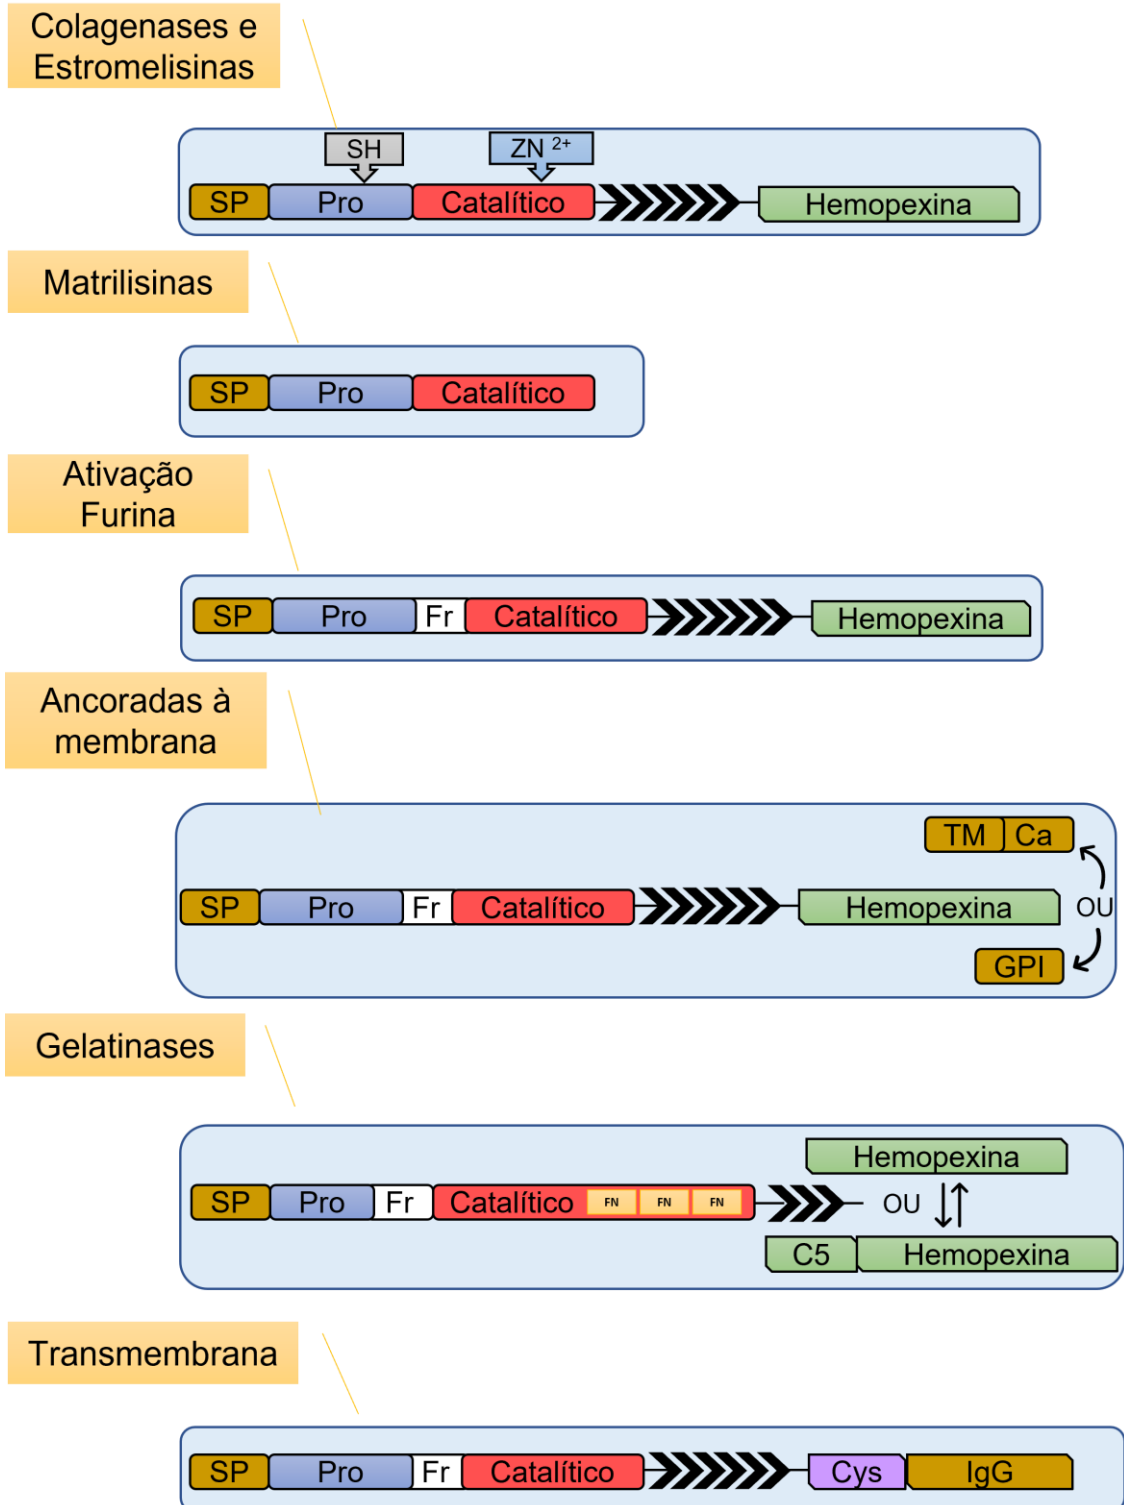 Colagenases e
Estromelisinas
SH
ZN 2+
SP Pro Catalítico Hemopexina
Matrilisinas
SP Pro Catalítico
Ativação
Furina
SP Pro Fr Catalítico Hemopexina
Ancoradas à
membrana
TM Ca
SP Pro Fr Catalítico Hemopexina OU
GPI
Gelatinases
Hemopexina
SP Pro Fr Catalítico FN FN FN OU
C5 Hemopexina
Transmembrana
SP Pro Fr Catalítico Cys IgG